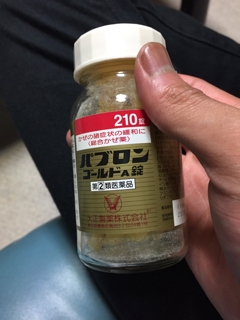 210錠
かぜの諸症状の緩和に
〈総合かぜ薬〉
パブロン
ゴールドA錠
指②類医薬品
大正製薬株式会社